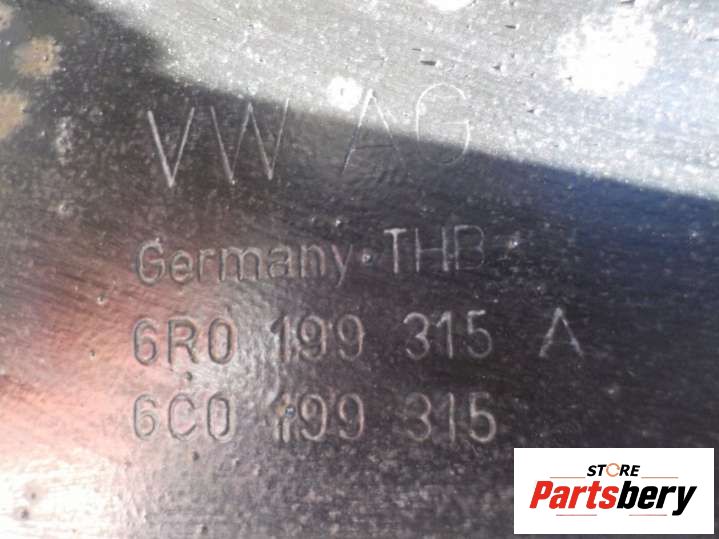 VW AG
Germany·THB
6R0 199 315 A
6C0 199 315
STORE
Partsbery